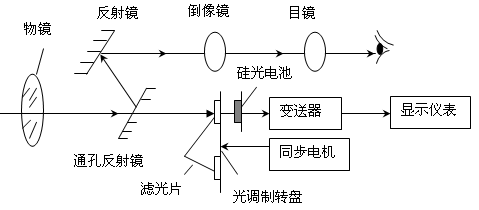 反射镜
倒像镜
目镜
物镜
硅光电池
变送器
显示仪表
同步电机
通孔反射镜
滤光片
光调制转盘